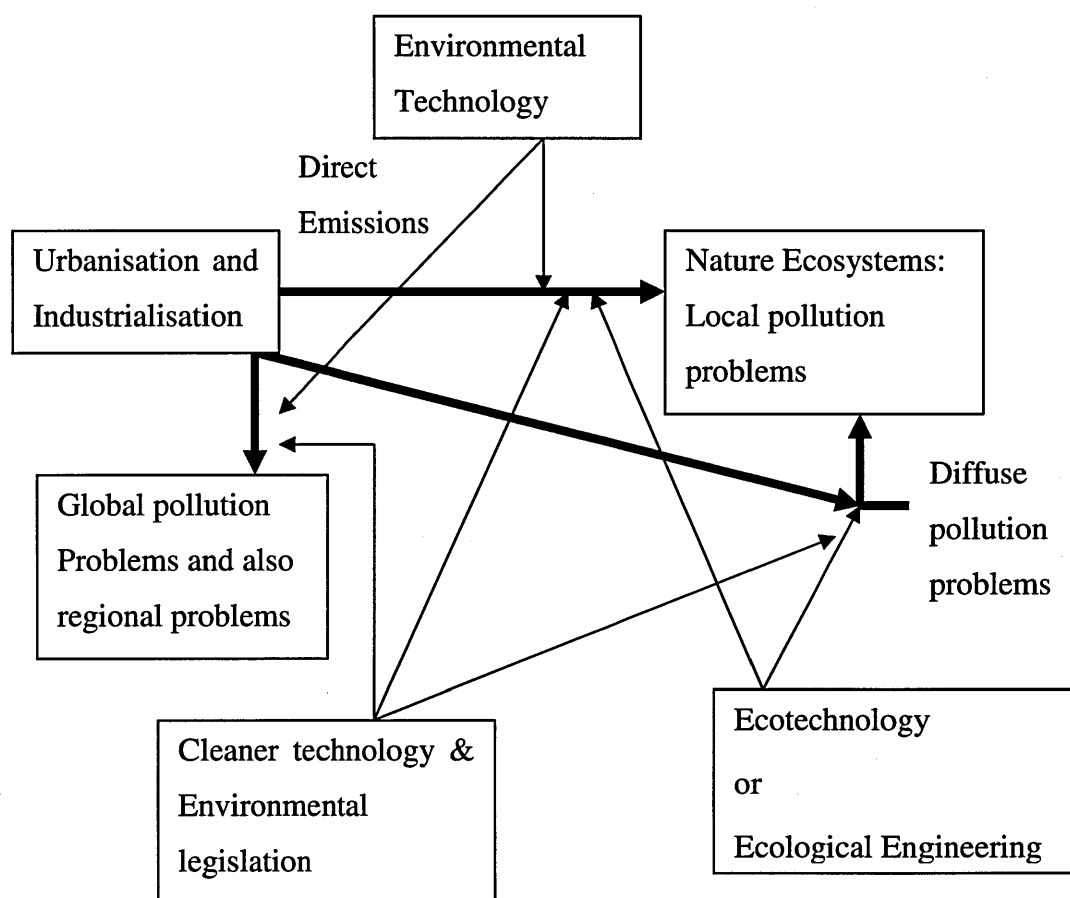 Environmental
Technology
Direct
Emissions
Urbanisation and
Industrialisation
Nature Ecosystems:
Local pollution
problems
Global pollution
Problems and also
regional problems
Diffuse
pollution
problems
Cleaner technology &
Environmental
legislation
Ecotechnology
or
Ecological Engineering